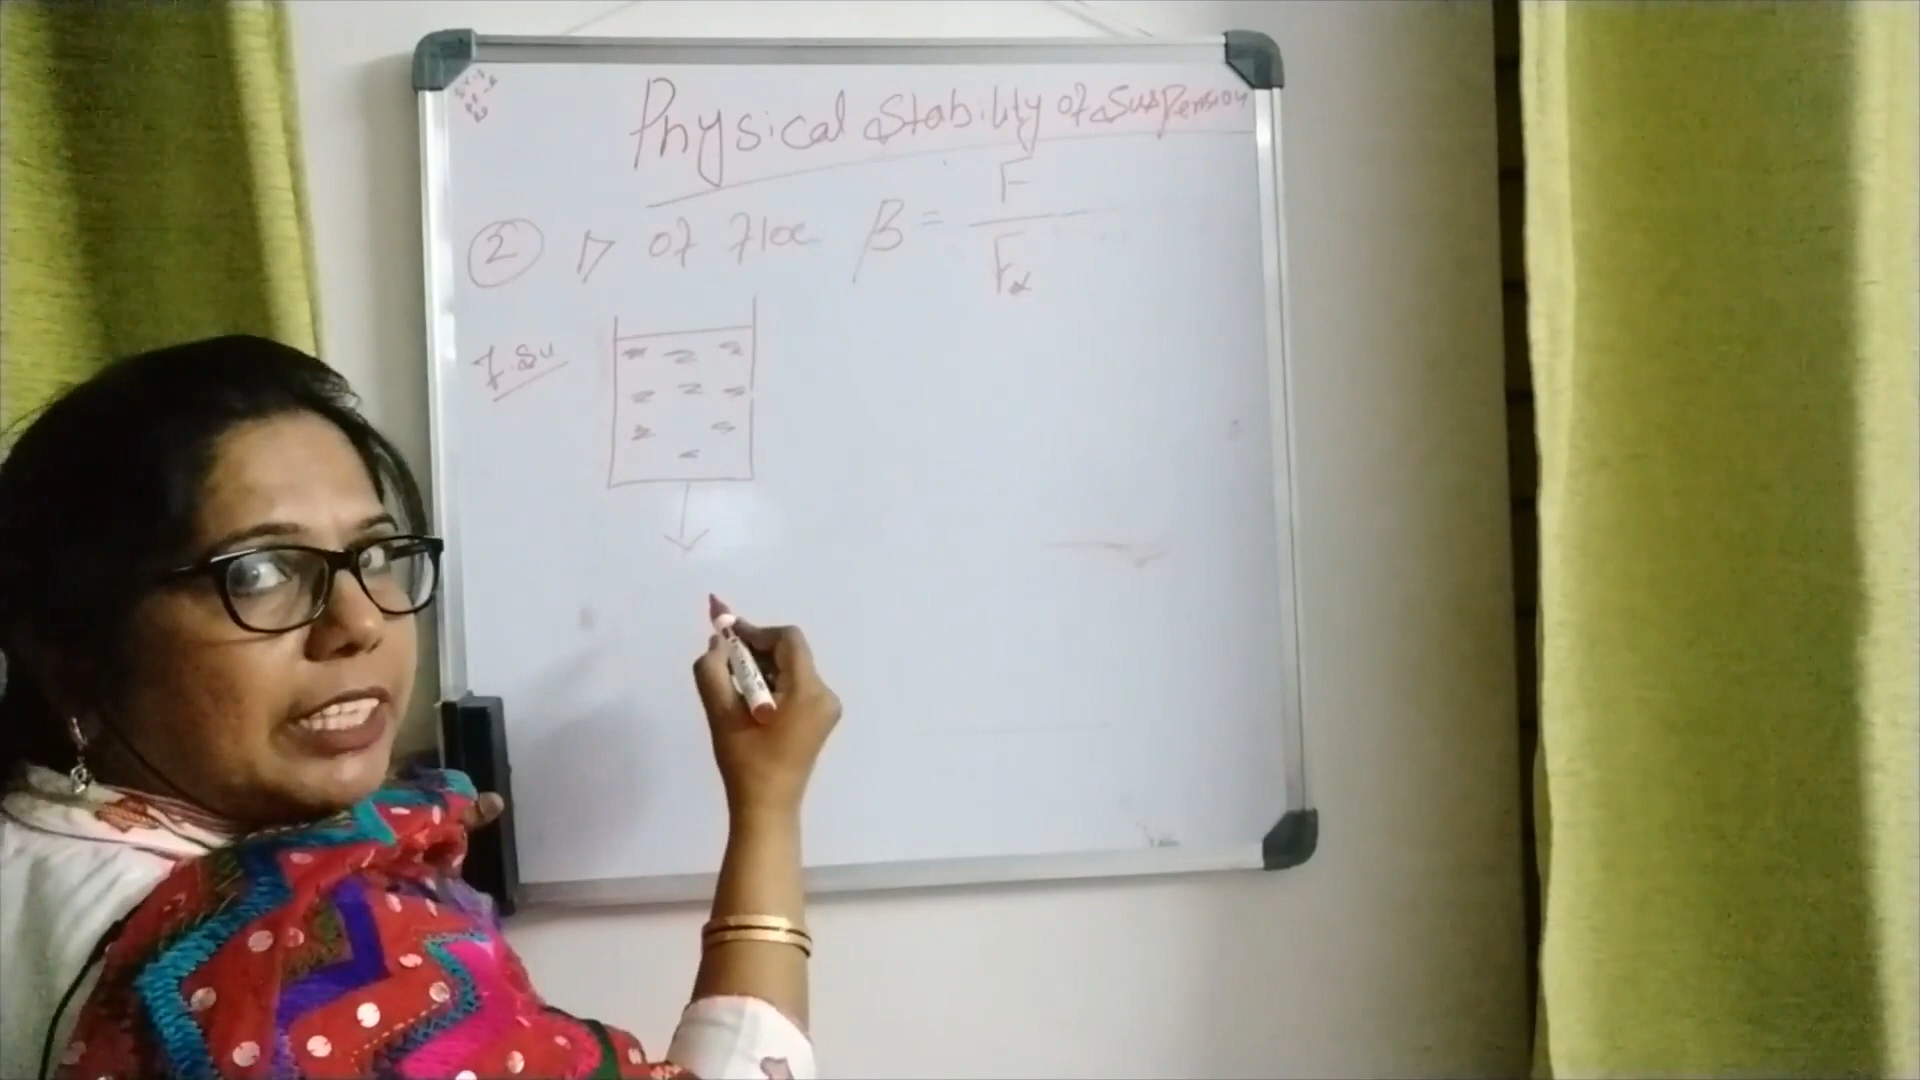 Physical Stability of Suspension
② D of floc β = F / Fα
f. Su